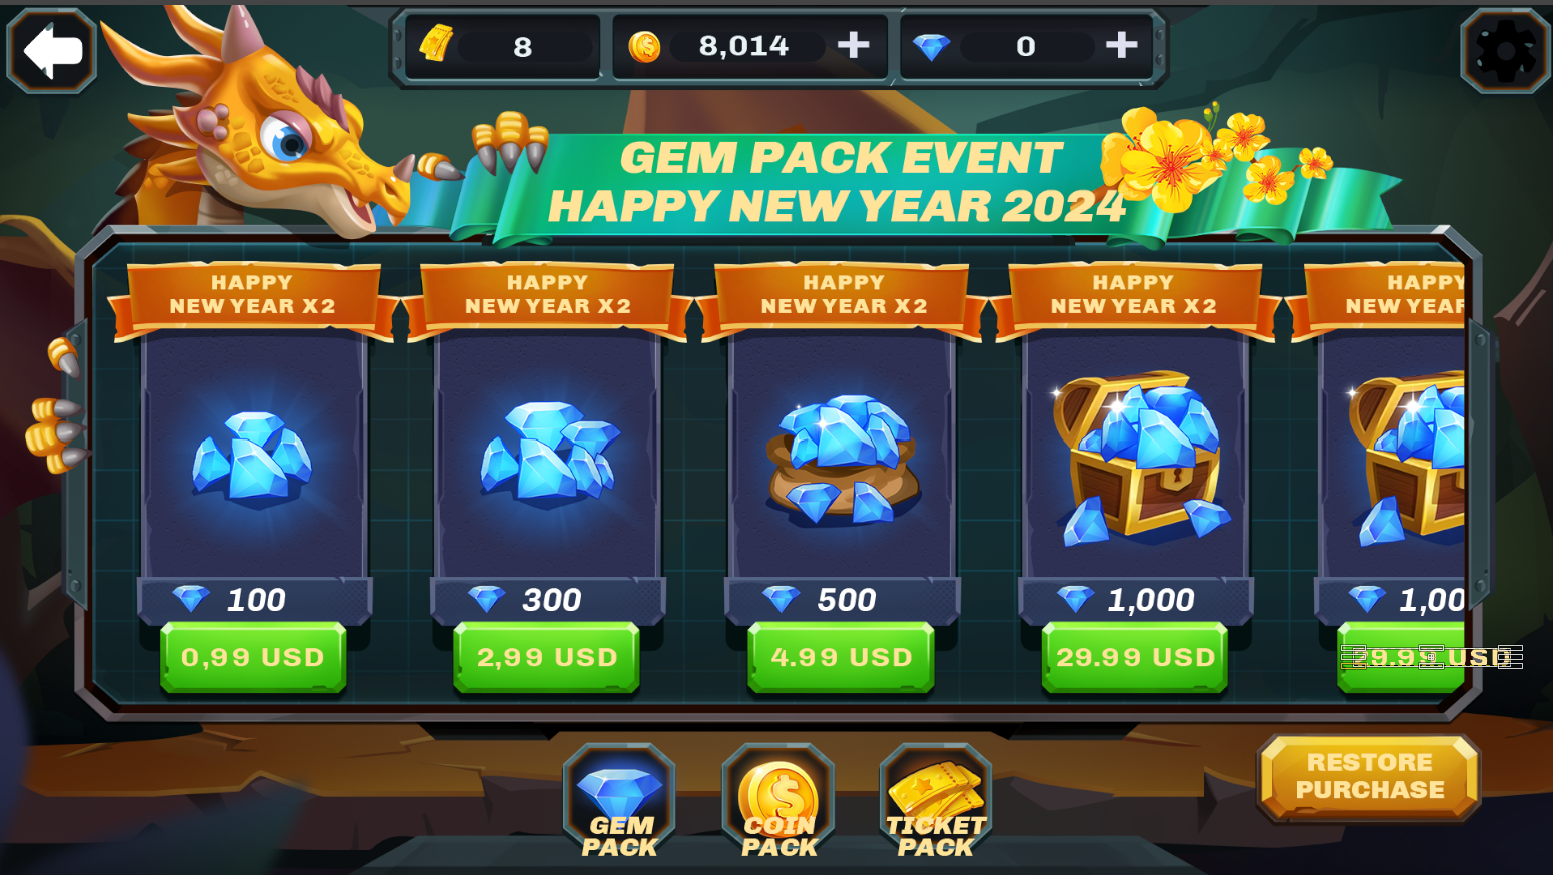 8
8,014
0
GEM PACK EVENT
HAPPY NEW YEAR 2024
HAPPY
NEW YEAR X2
HAPPY
NEW YEAR X2
HAPPY
NEW YEAR X2
HAPPY
NEW YEAR X2
HAPPY
NEW YEAR
100
300
500
1,000
1,00
0,99 USD
2,99 USD
4.99 USD
29.99 USD
29.99 USD
GEM
PACK
COIN
PACK
TICKET
PACK
RESTORE
PURCHASE